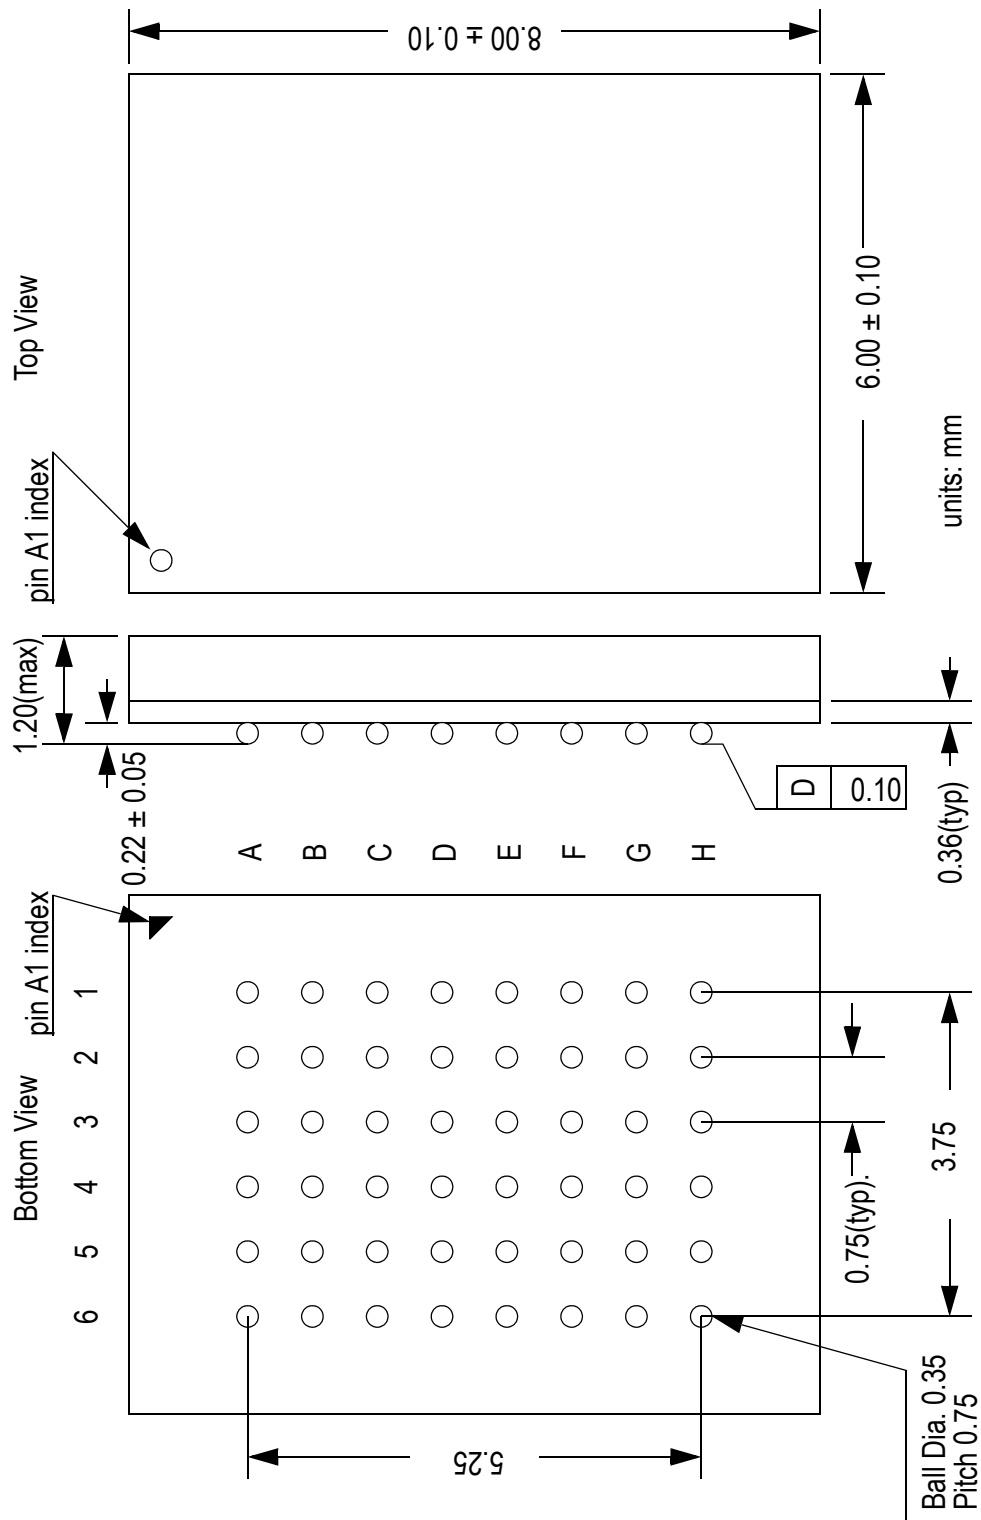 Bottom View
pin A1 index
1.20(max)
pin A1 index
Top View
0.22 ± 0.05
8.00 ± 0.10
6 5 4 3 2 1
A
B
C
D
E
F
G
H
D 0.10
5.25
0.75(typ).
3.75
0.36(typ)
6.00 ± 0.10
units: mm
Ball Dia. 0.35
Pitch 0.75